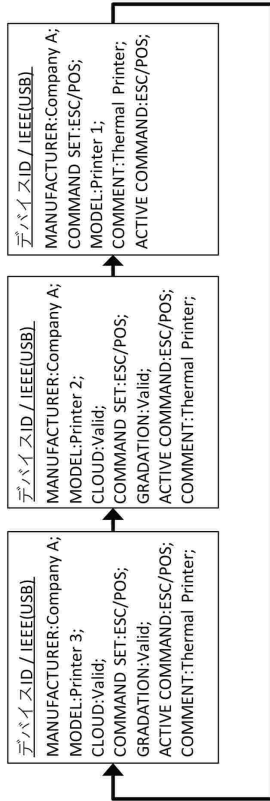 デバイスID / IEEE(USB)
MANUFACTURER:Company A;
MODEL:Printer 3;
CLOUD:Valid;
COMMAND SET:ESC/POS;
GRADATION:Valid;
ACTIVE COMMAND:ESC/POS;
COMMENT:Thermal Printer;
デバイスID / IEEE(USB)
MANUFACTURER:Company A;
MODEL:Printer 2;
CLOUD:Valid;
COMMAND SET:ESC/POS;
GRADATION:Valid;
ACTIVE COMMAND:ESC/POS;
COMMENT:Thermal Printer;
デバイスID / IEEE(USB)
MANUFACTURER:Company A;
COMMAND SET:ESC/POS;
MODEL:Printer 1;
COMMENT:Thermal Printer;
ACTIVE COMMAND:ESC/POS;